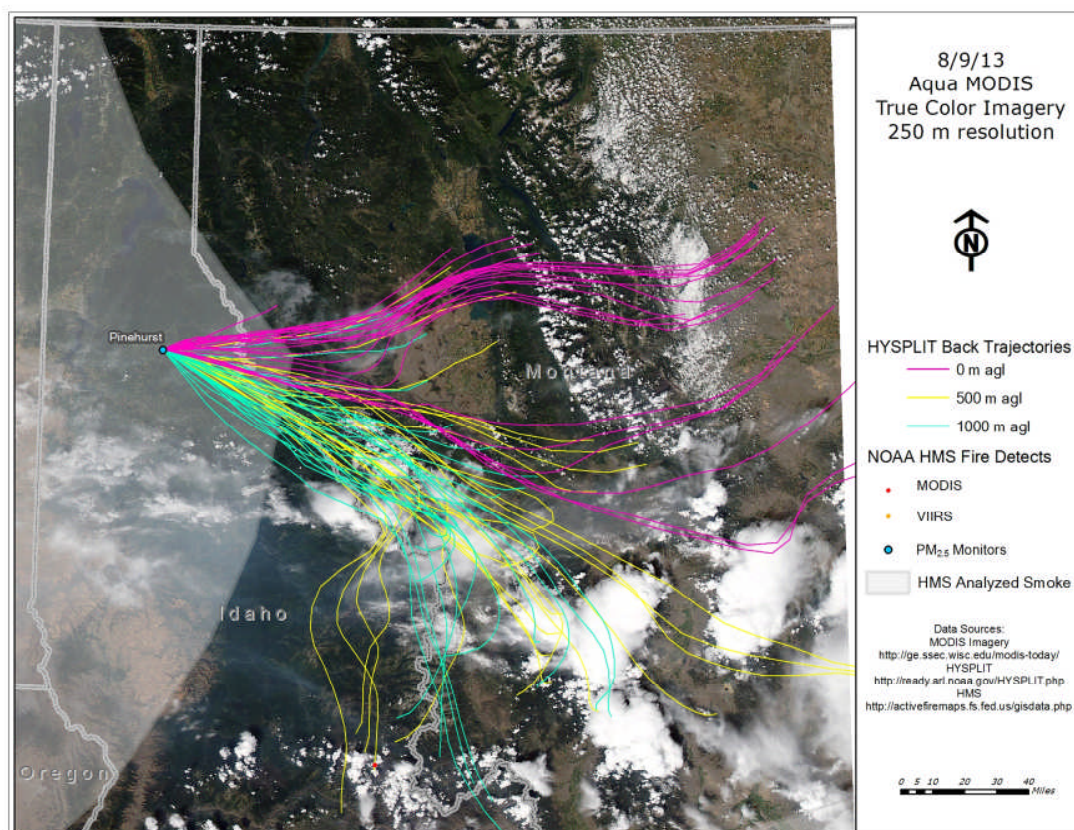 8/9/13
Aqua MODIS
True Color Imagery
250 m resolution
N
Pinehurst
Montana
Idaho
Oregon
HYSPLIT Back Trajectories
0 m agl
500 m agl
1000 m agl
NOAA HMS Fire Detects
MODIS
VIIRS
PM2.5 Monitors
HMS Analyzed Smoke
Data Sources:
MODIS Imagery
http://ge.ssec.wisc.edu/modis-today/
HYSPLIT
http://ready.arl.noaa.gov/HYSPLIT.php
HMS
http://activefiremaps.fs.fed.us/gisdata.php
0 5 10 20 30 40
Miles